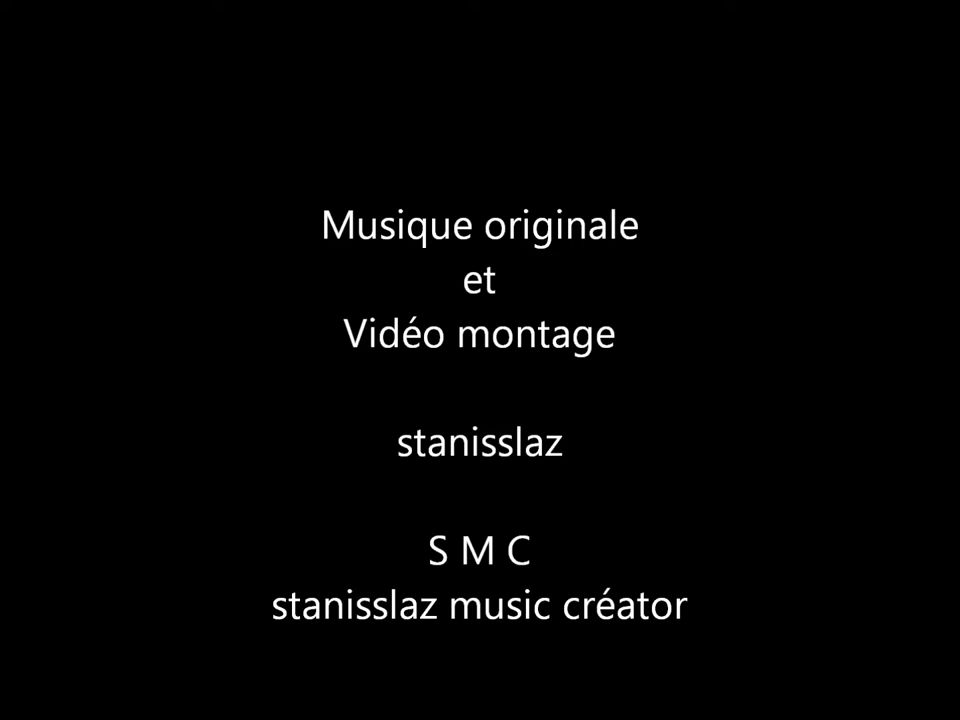 Musique originale
et
Vidéo montage
stanisslaz
S M C
stanisslaz music créator